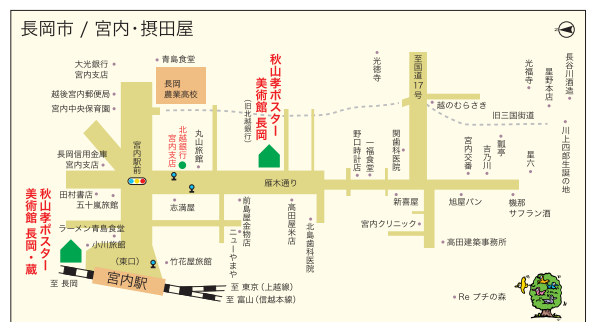 長岡市 / 宮内・摂田屋
N
大光銀行
宮内支店
青島食堂
長岡
農業高校
越後宮内郵便局
宮内中央保育園
秋山孝ポスター
美術館 長岡
(旧北越銀行)
光徳寺
至国道17号
越のむらさき
旧三国街道
光福寺
星野本店
長谷川酒造
川上四郎生誕の地
長岡信用金庫
宮内支店
宮内駅前
北越銀行
宮内支店
丸山旅館
雁木通り
野口時計店
一福食堂
関歯科医院
宮内交番
吉乃川
瓢亭
星六
田村書店
五十嵐旅館
志満屋
前島屋金物店
ニューやまや
高田屋米店
北島歯科医院
新喜屋
宮内クリニック
旭屋パン
機那
サフラン酒
高田建築事務所
秋山孝ポスター
美術館 長岡・蔵
ラーメン青島食堂
小川旅館
(東口)
竹花屋旅館
宮内駅
至 長岡
至 東京(上越線)
至 富山(信越本線)
Re プチの森